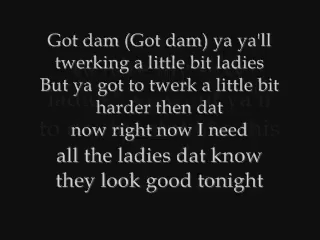 Got dam (Got dam) ya ya'll
twerking a little bit ladies
But ya got to twerk a little bit
harder then dat
now right now I need
all the ladies dat know
they look good tonight